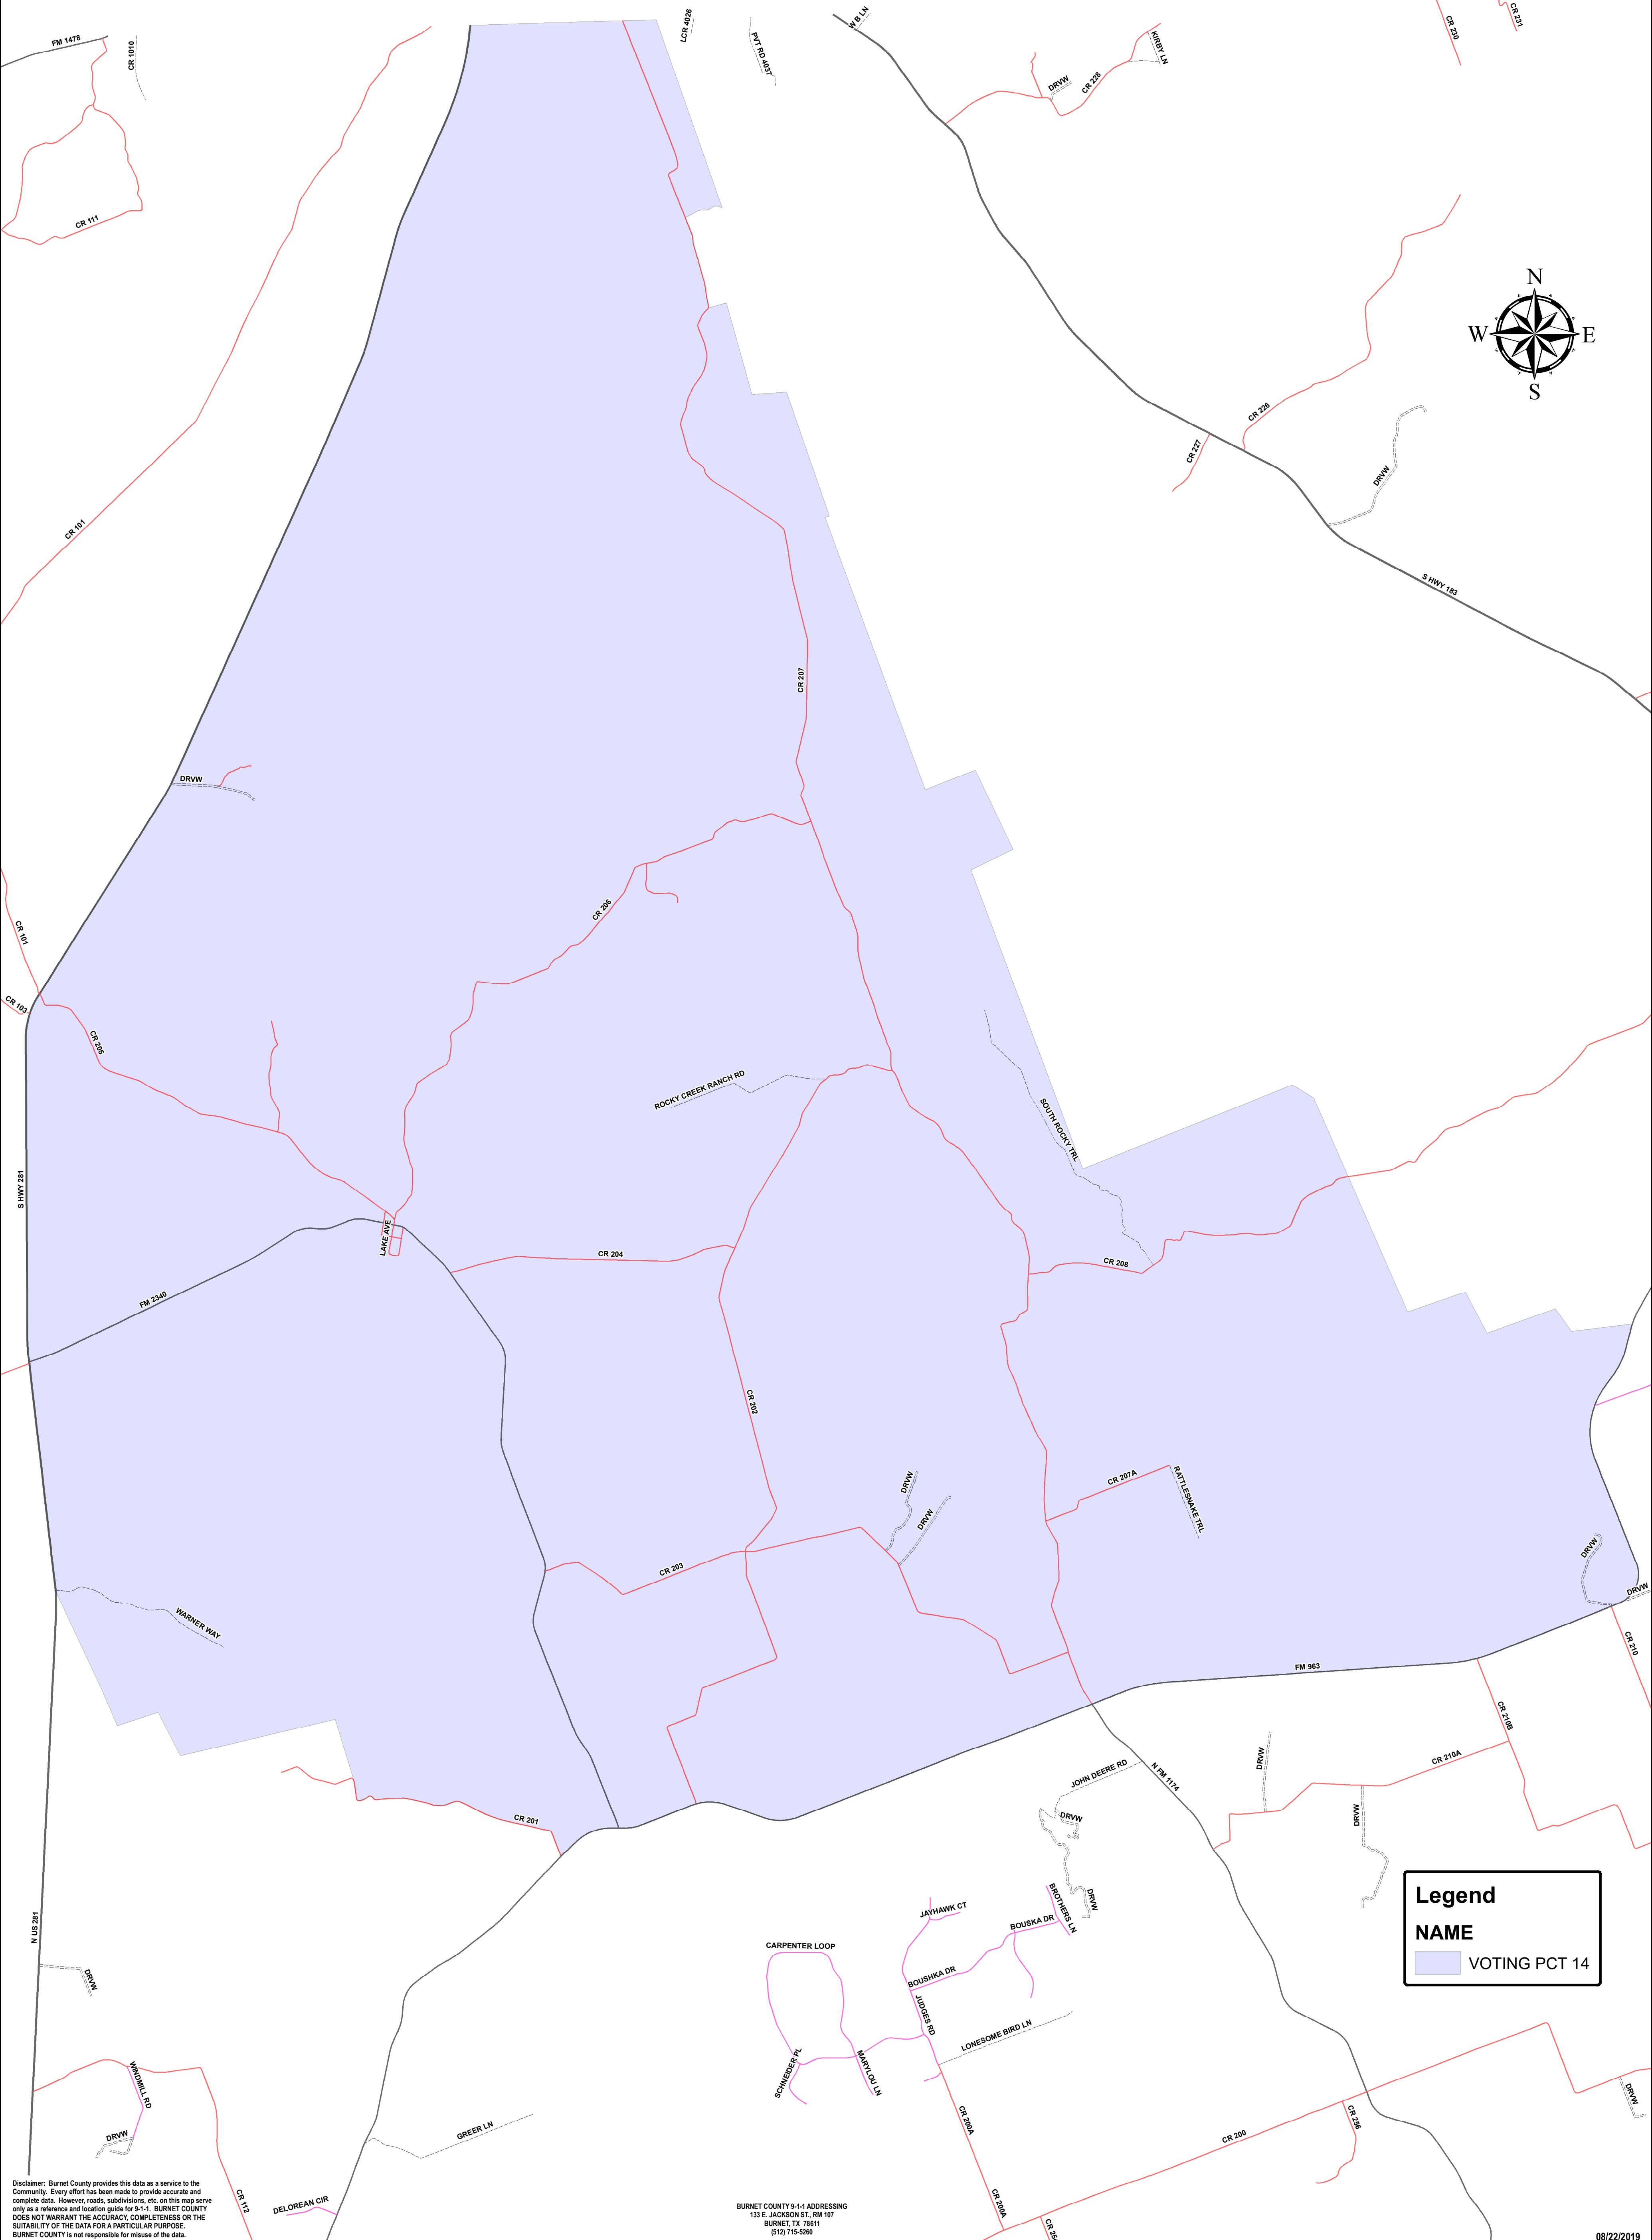 FM 1478
CR 1010
LCR 4026
PVT RD 4037
W B LN
KIRBY LN
DRVW
CR 228
CR 230
CR 231
CR 111
N
W
E
S
CR 226
CR 227
DRVW
CR 101
S HWY 183
CR 207
DRVW
CR 206
CR 101
CR 103
CR 205
ROCKY CREEK RANCH RD
SOUTH ROCKY TRL
S HWY 281
LAKE AVE
CR 204
CR 208
FM 2340
CR 202
DRVW
DRVW
CR 207A
RATTLESNAKE TRL
CR 203
DRVW
DRVW
WARNER WAY
CR 210
FM 963
CR 210B
JOHN DEERE RD
N FM 1174
DRVW
CR 210A
DRVW
DRVW
CR 201
Legend
NAME
VOTING PCT 14
JAYHAWK CT
BROTHERS LN
DRVW
BOUSKA DR
N US 281
CARPENTER LOOP
DRVW
BOUSHKA DR
JUDGES RD
LONESOME BIRD LN
WINDMILL RD
SCHNEIDER PL
MARYLOU LN
DRVW
DRVW
GREER LN
CR 200A
CR 256
CR 200
CR 112
DELOREAN CIR
CR 200A
Disclaimer: Burnet County provides this data as a service to the
Community. Every effort has been made to provide accurate and
complete data. However, roads, subdivisions, etc. on this map serve
only as a reference and location guide for 9-1-1. BURNET COUNTY
DOES NOT WARRANT THE ACCURACY, COMPLETENESS OR THE
SUITABILITY OF THE DATA FOR A PARTICULAR PURPOSE.
BURNET COUNTY is not responsible for misuse of the data.
BURNET COUNTY 9-1-1 ADDRESSING
133 E. JACKSON ST., RM 107
BURNET, TX 78611
(512) 715-5260
08/22/2019